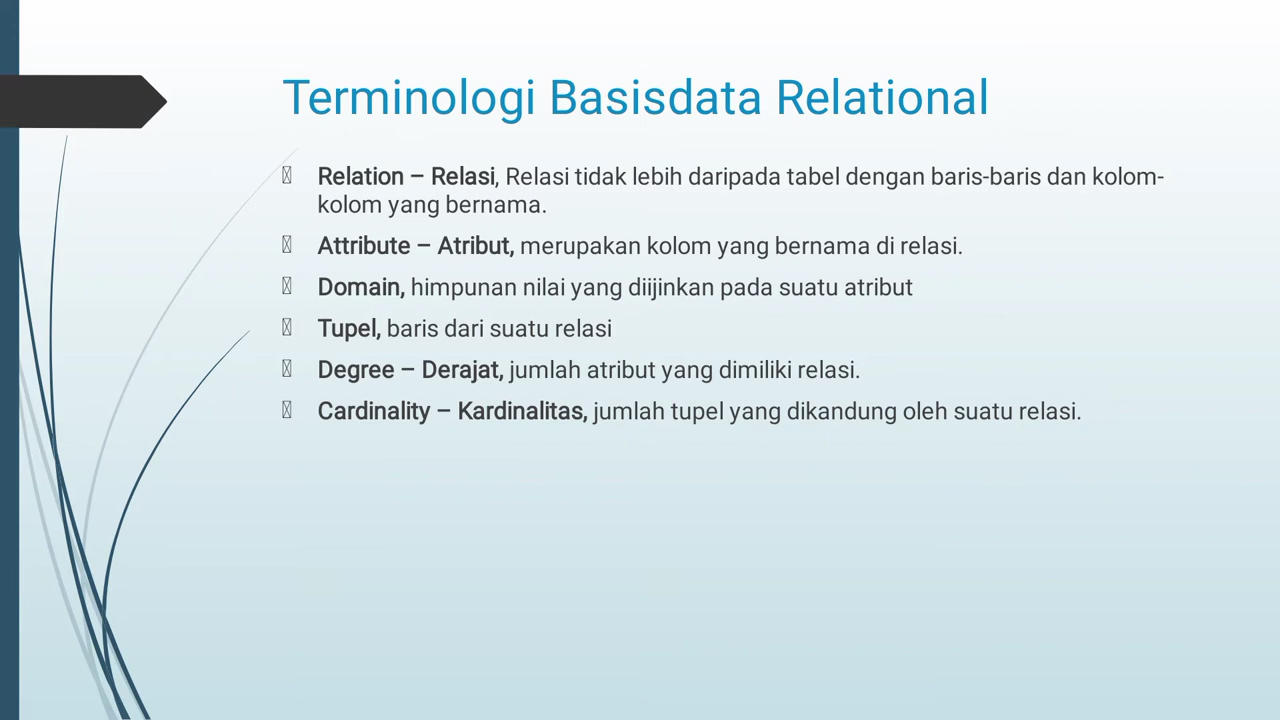 Terminologi Basisdata Relational
Relation – Relasi, Relasi tidak lebih daripada tabel dengan baris-baris dan kolom-
kolom yang bernama.
Attribute – Atribut, merupakan kolom yang bernama di relasi.
Domain, himpunan nilai yang diijinkan pada suatu atribut
Tupel, baris dari suatu relasi
Degree – Derajat, jumlah atribut yang dimiliki relasi.
Cardinality – Kardinalitas, jumlah tupel yang dikandung oleh suatu relasi.